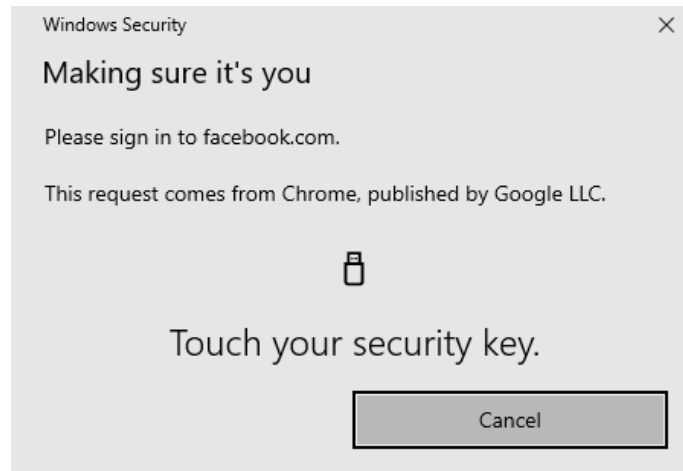 Windows Security
Making sure it's you
Please sign in to facebook.com.
This request comes from Chrome, published by Google LLC.
Touch your security key.
Cancel